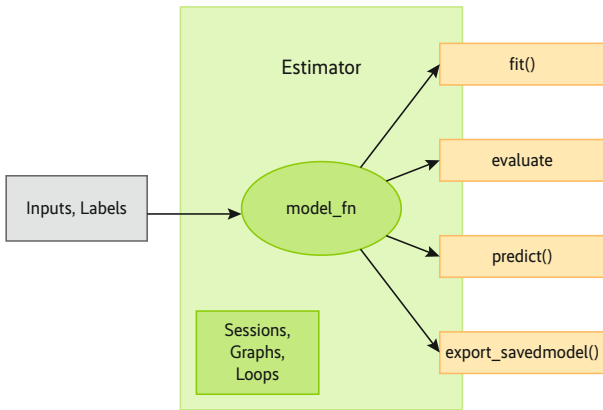 Estimator
fit()
evaluate
Inputs, Labels
model_fn
predict()
Sessions,
Graphs,
Loops
export_savedmodel()